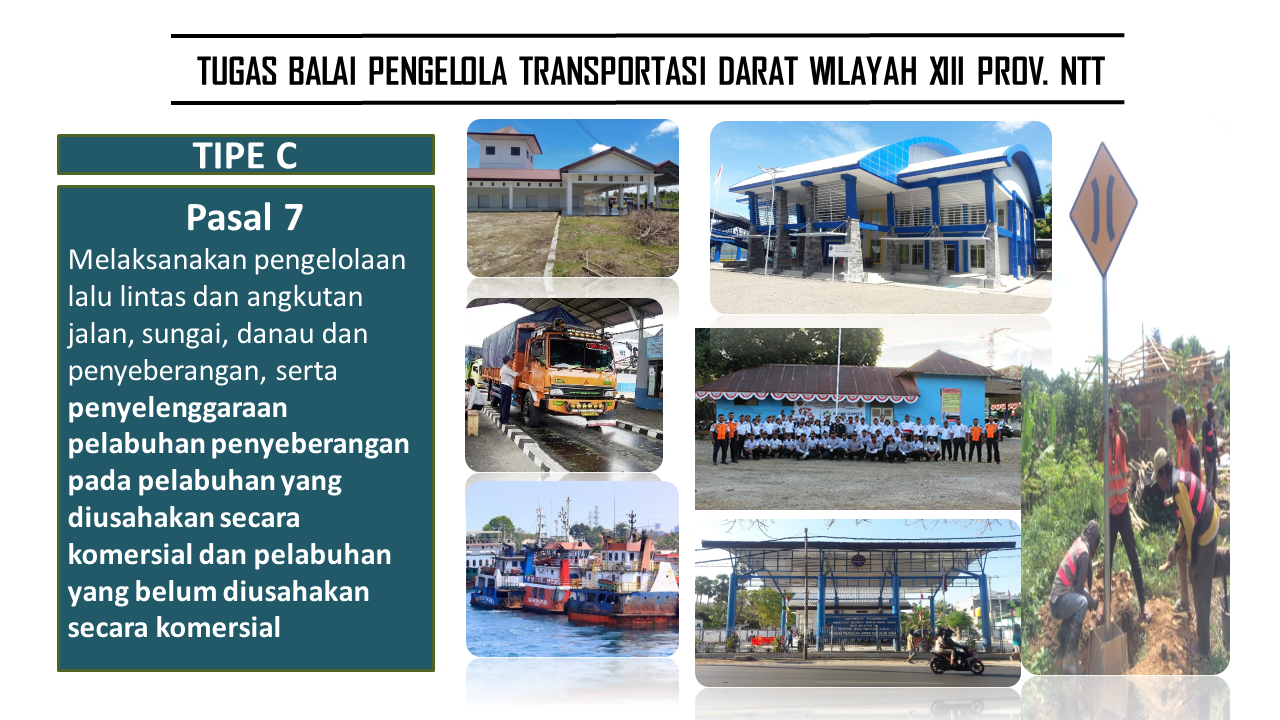 TUGAS BALAI PENGELOLA TRANSPORTASI DARAT WILAYAH XIII PROV. NTT
TIPE C
Pasal 7
Melaksanakan pengelolaan
lalu lintas dan angkutan
jalan, sungai, danau dan
penyeberangan, serta
penyelenggaraan
pelabuhan penyeberangan
pada pelabuhan yang
diusahakan secara
komersial dan pelabuhan
yang belum diusahakan
secara komersial